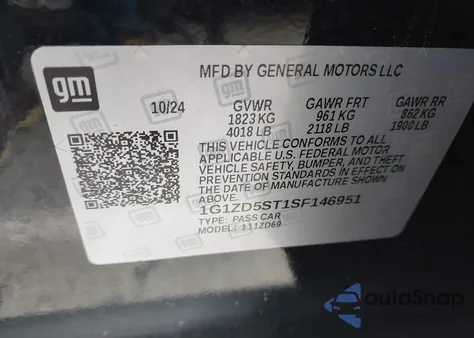 gm
MFD BY GENERAL MOTORS LLC
10/24 GVWR GAWR FRT GAWR RR
1823 KG 961 KG 862 KG
4018 LB 2118 LB 1900 LB
THIS VEHICLE CONFORMS TO ALL
APPLICABLE U.S. FEDERAL MOTOR
VEHICLE SAFETY, BUMPER, AND THEFT
PREVENTION STANDARDS IN EFFECT ON
THE DATE OF MANUFACTURE SHOWN ABOVE.
1G1ZD5ST1SF146951
TYPE: PASS CAR
MODEL: 111ZD69
autoSnap